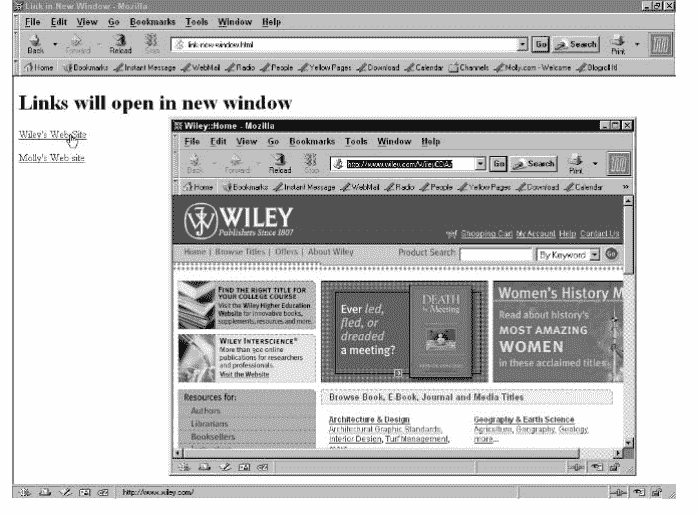 Link in New Window - Mozilla
File Edit View Go Bookmarks Tools Window Help
Back Forward Reload Stop Go Search Print
Home Bookmarks Instant Message WebMail Radio People Yellow Pages Download Calendar Channels Molly.com - Welcome
Links will open in new window
Wiley's Web Site
Molly's Web site
Wiley::Home - Mozilla
File Edit View Go Bookmarks Tools Window Help
Back Forward Reload Stop Go Search Print
Home Bookmarks Instant Message WebMail Radio People Yellow Pages Download Calendar »
WILEY
Publishers Since 1807
Shopping Cart My Account Help Contact Us
Home | Browse Titles | Offers | About Wiley Product Search By Keyword Go
FIND THE RIGHT TITLE FOR
YOUR COLLEGE COURSE
Visit the Wiley Higher Education
Website for innovative books,
supplements, resources and more.
WILEY INTERSCIENCE®
More than 300 online
publications for researchers
and professionals.
Visit the Website
Ever led,
fled, or
dreaded
a meeting?
DEATH
by Meeting
Women's History M
Read about history's
MOST AMAZING
WOMEN
in these acclaimed titles
Resources for:
Authors
Librarians
Booksellers
Browse Book, E-Book, Journal and Media Titles
Architecture & Design
Architectural Graphic Standards,
Interior Design, Turf Management,
Geography & Earth Science
Agriculture, Geography, Geology,
more...
http://www.wiley.com/